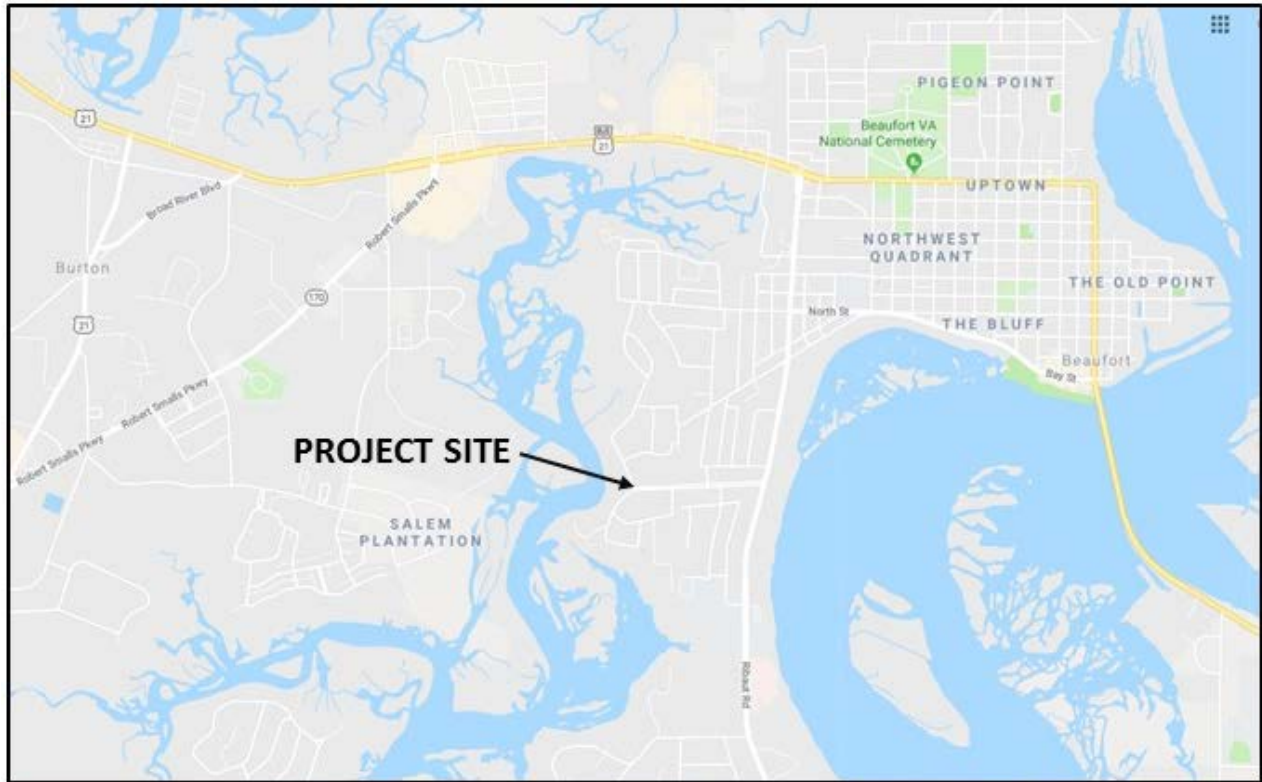 PIGEON POINT
21
Beaufort VA
National Cemetery
21
UPTOWN
Broad River Blvd
Robert Smalls Pkwy
NORTHWEST
QUADRANT
Burton
THE OLD POINT
170
North St
THE BLUFF
21
Beaufort
Bay St
Robert Smalls Pkwy
Robert Smalls Pkwy
PROJECT SITE
SALEM
PLANTATION
Ribaut Rd